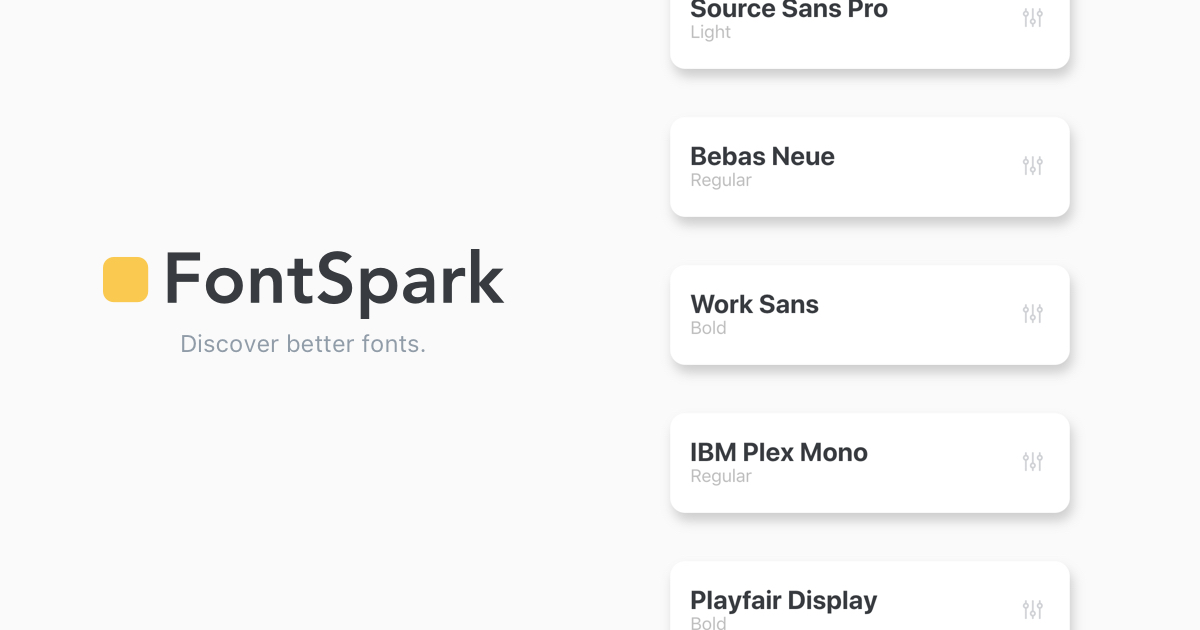 FontSpark
Discover better fonts.
Source Sans Pro
Light
Bebas Neue
Regular
Work Sans
Bold
IBM Plex Mono
Regular
Playfair Display
Bold